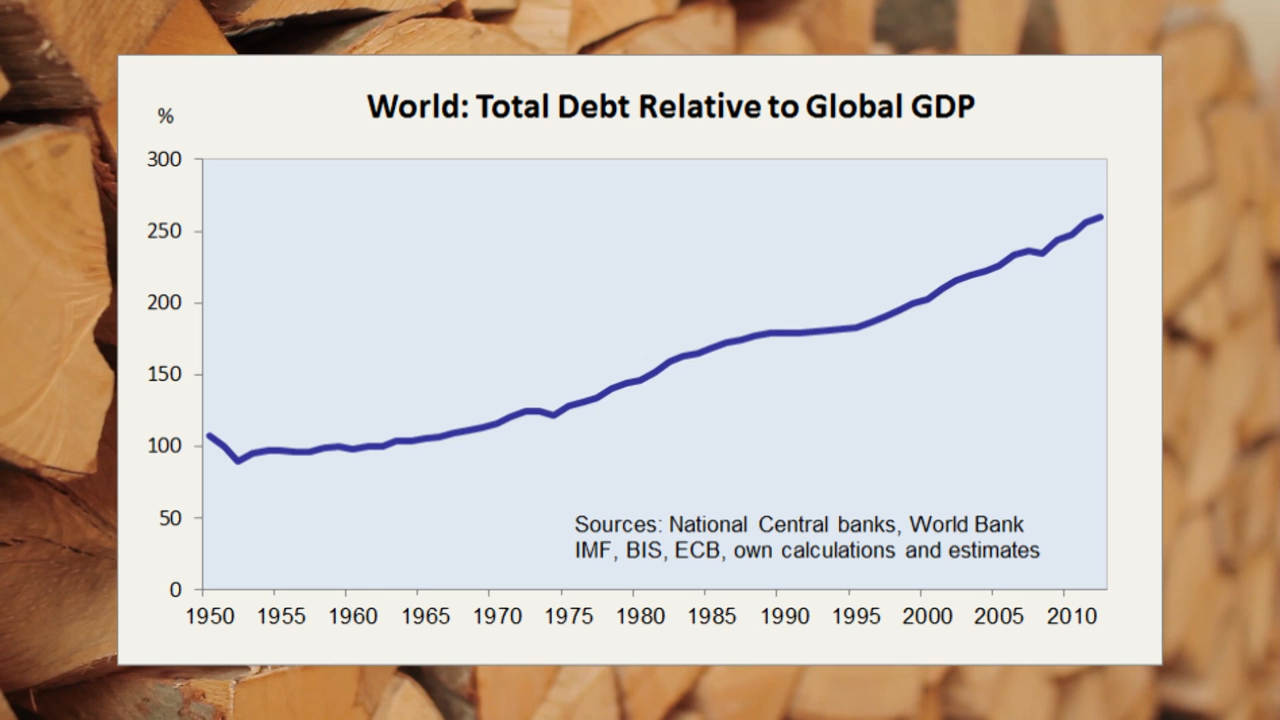 World: Total Debt Relative to Global GDP
%
300
250
200
150
100
50
0
Sources: National Central banks, World Bank
IMF, BIS, ECB, own calculations and estimates
1950 1955 1960 1965 1970 1975 1980 1985 1990 1995 2000 2005 2010